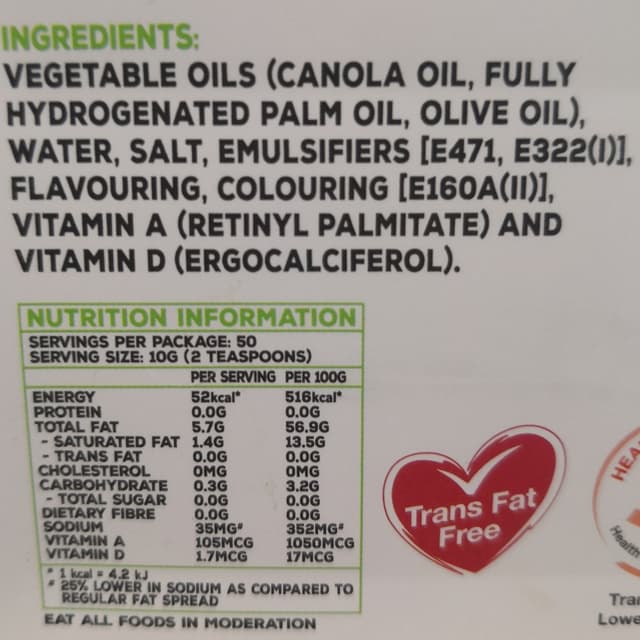 INGREDIENTS:
VEGETABLE OILS (CANOLA OIL, FULLY
HYDROGENATED PALM OIL, OLIVE OIL),
WATER, SALT, EMULSIFIERS [E471, E322(I)],
FLAVOURING, COLOURING [E160A(II)],
VITAMIN A (RETINYL PALMITATE) AND
VITAMIN D (ERGOCALCIFEROL).
NUTRITION INFORMATION
SERVINGS PER PACKAGE: 50
SERVING SIZE: 10G (2 TEASPOONS)
PER SERVING PER 100G
ENERGY 52kcal* 516kcal*
PROTEIN 0.0G 0.0G
TOTAL FAT 5.7G 56.9G
- SATURATED FAT 1.4G 13.5G
- TRANS FAT 0.0G 0.0G
CHOLESTEROL 0MG 0MG
CARBOHYDRATE 0.3G 3.2G
- TOTAL SUGAR 0.0G 0.0G
DIETARY FIBRE 0.0G 0.0G
SODIUM 35MG# 352MG#
VITAMIN A 105MCG 1050MCG
VITAMIN D 1.7MCG 17MCG
* 1 kcal = 4.2 kJ
# 25% LOWER IN SODIUM AS COMPARED TO
REGULAR FAT SPREAD
EAT ALL FOODS IN MODERATION
Trans Fat
Free
HEA
Health
Tra
Lowe